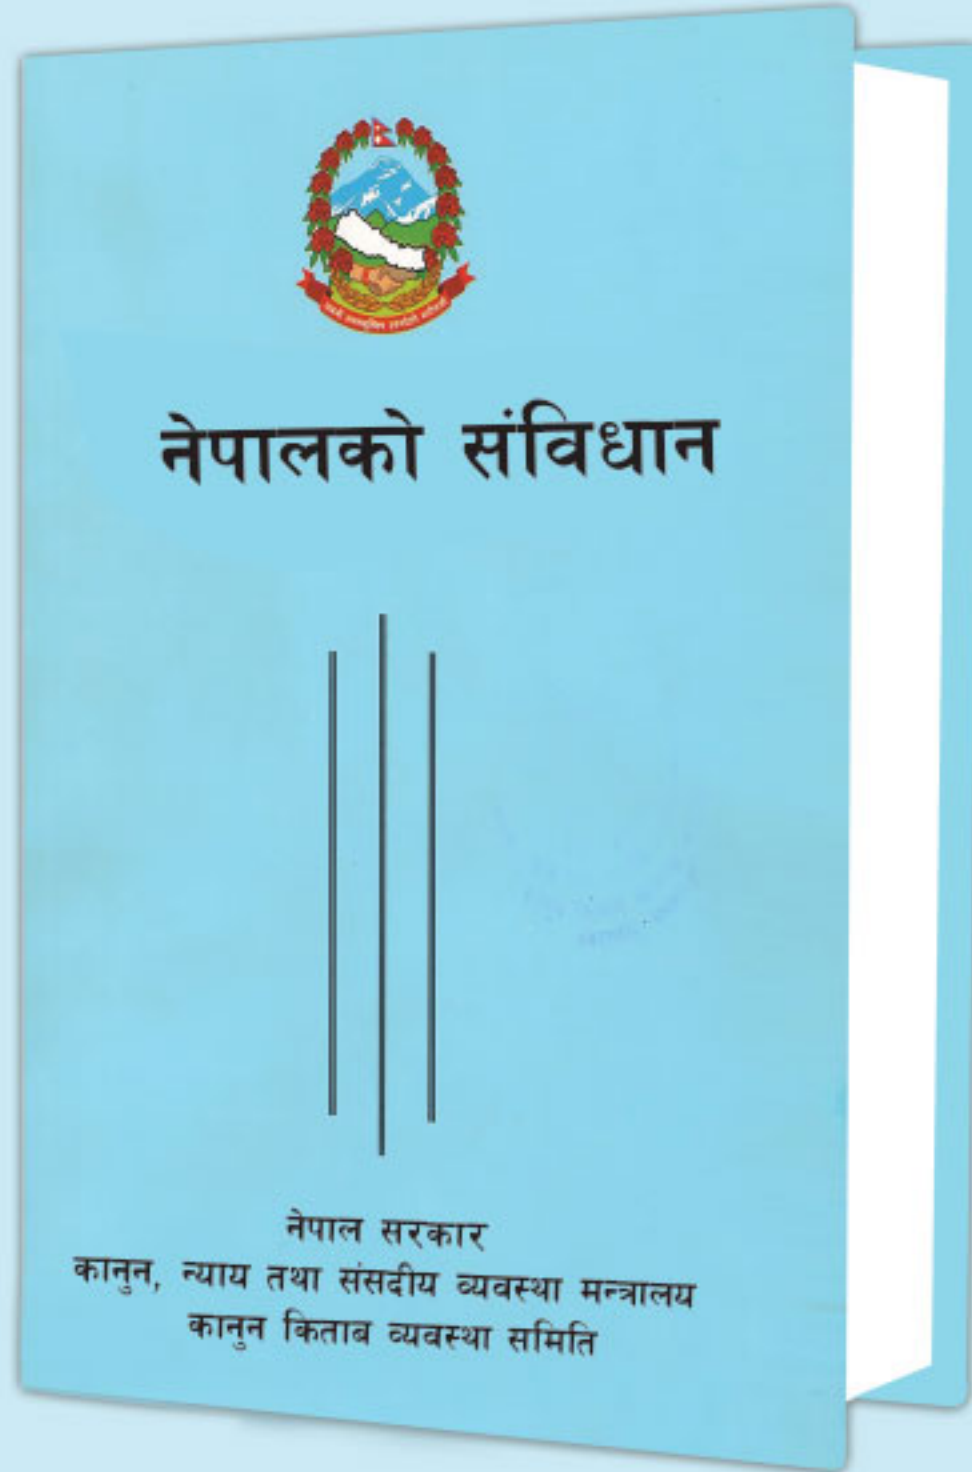 नेपालको संविधान
नेपाल सरकार
कानुन, न्याय तथा संसदीय व्यवस्था मन्त्रालय
कानुन किताब व्यवस्था समिति